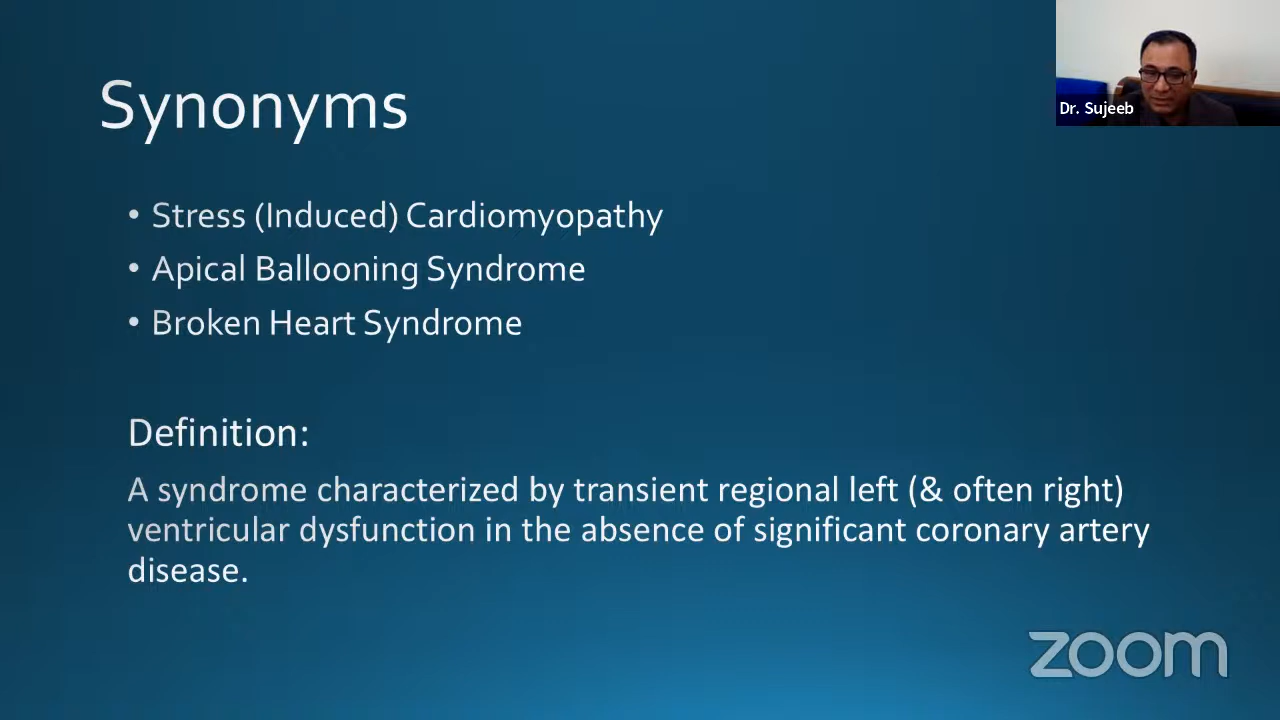 Synonyms
Dr. Sujeeb
• Stress (Induced) Cardiomyopathy
• Apical Ballooning Syndrome
• Broken Heart Syndrome
Definition:
A syndrome characterized by transient regional left (& often right)
ventricular dysfunction in the absence of significant coronary artery
disease.
zoom